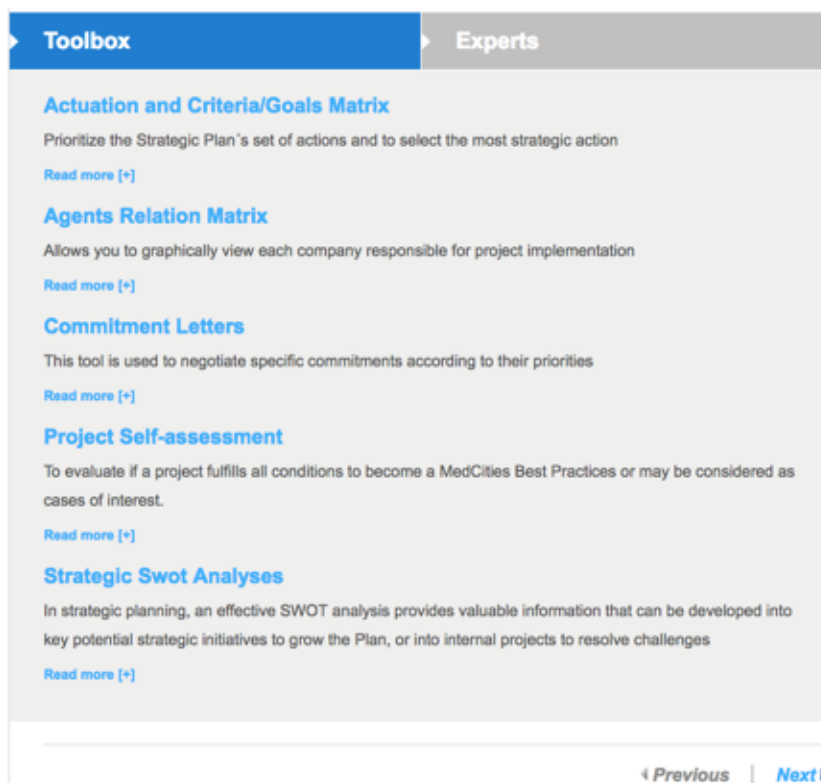 Toolbox
Experts
Actuation and Criteria/Goals Matrix
Prioritize the Strategic Plan´s set of actions and to select the most strategic action
Read more [+]
Agents Relation Matrix
Allows you to graphically view each company responsible for project implementation
Read more [+]
Commitment Letters
This tool is used to negotiate specific commitments according to their priorities
Read more [+]
Project Self-assessment
To evaluate if a project fulfills all conditions to become a MedCities Best Practices or may be considered as
cases of interest.
Read more [+]
Strategic Swot Analyses
In strategic planning, an effective SWOT analysis provides valuable information that can be developed into
key potential strategic initiatives to grow the Plan, or into internal projects to resolve challenges
Read more [+]
Previous | Next